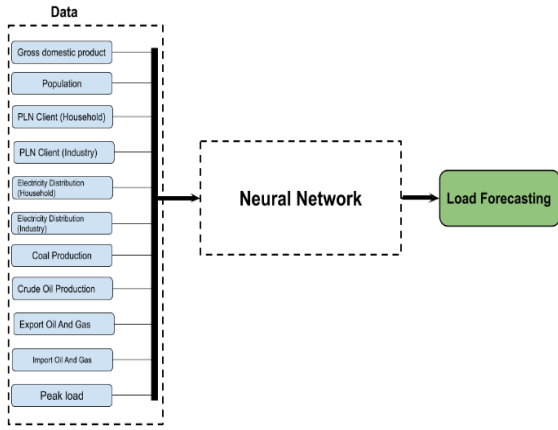 Data
Gross domestic product
Population
PLN Client (Household)
PLN Client (Industry)
Electricity Distribution
(Household)
Electricity Distribution
(Industry)
Coal Production
Crude Oil Production
Export Oil And Gas
Import Oil And Gas
Peak load
Neural Network
Load Forecasting